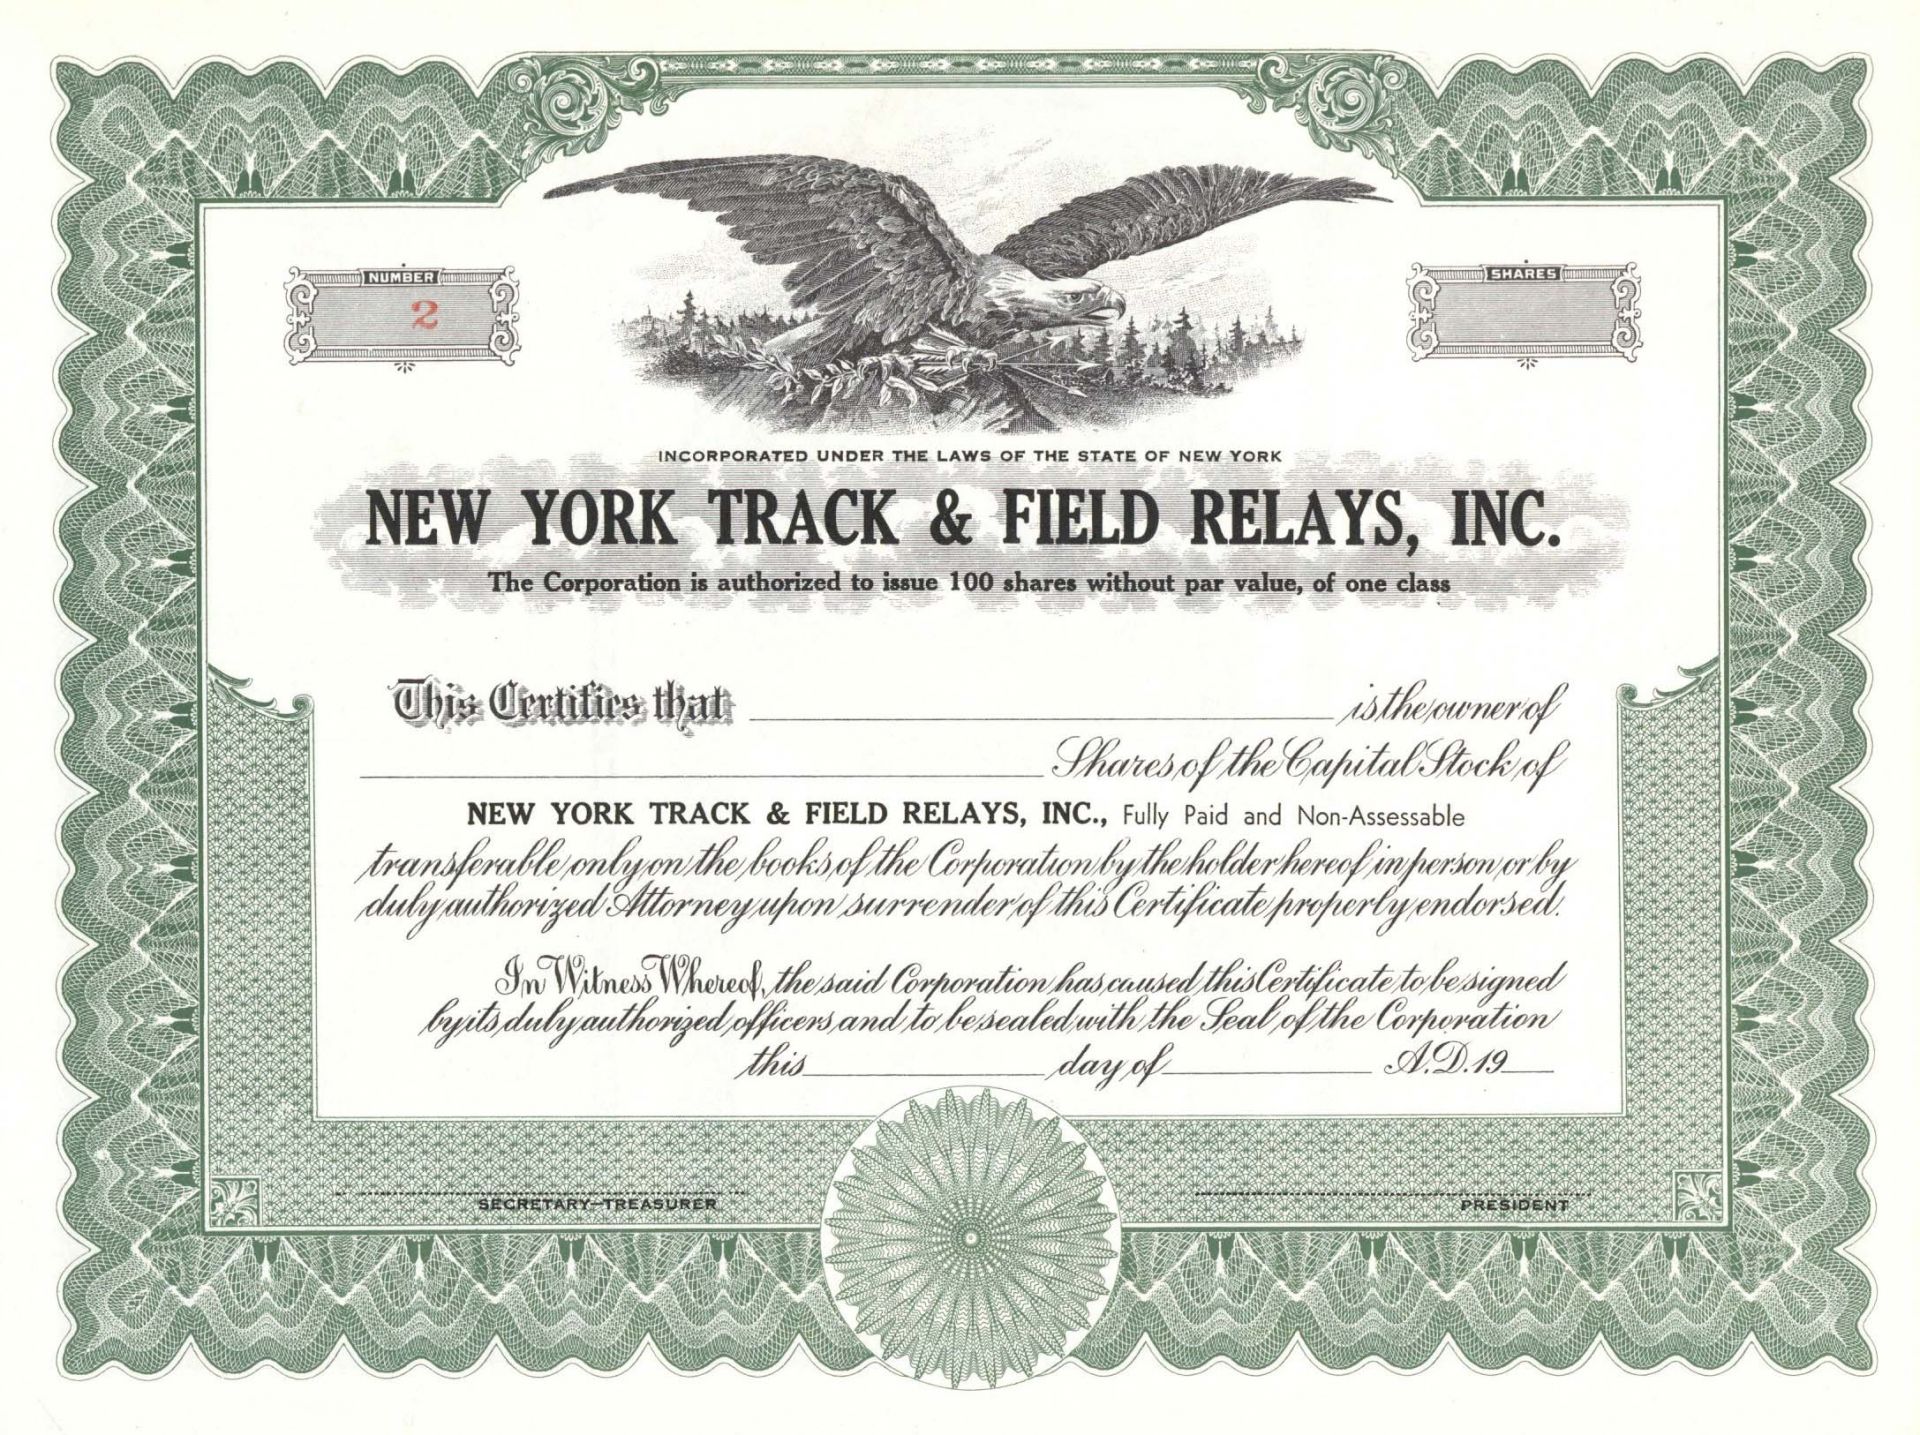 NUMBER
2
SHARES
INCORPORATED UNDER THE LAWS OF THE STATE OF NEW YORK
NEW YORK TRACK & FIELD RELAYS, INC.
The Corporation is authorized to issue 100 shares without par value, of one class
This Certifies that is the owner of
Shares of the Capital Stock of
NEW YORK TRACK & FIELD RELAYS, INC., Fully Paid and Non-Assessable
transferable only on the books of the Corporation by the holder hereof in person or by
duly authorized Attorney upon surrender of this Certificate properly endorsed.
In Witness Whereof, the said Corporation has caused this Certificate to be signed
by its duly authorized officers and to be sealed with the Seal of the Corporation
this day of A.D. 19
SECRETARY-TREASURER
PRESIDENT